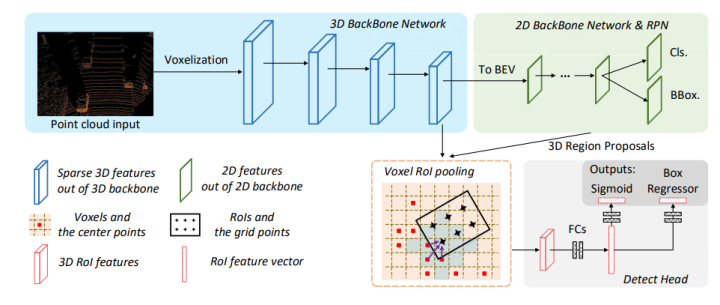 3D BackBone Network
2D BackBone Network & RPN
Voxelization
To BEV
Cls.
BBox.
Point cloud input
3D Region Proposals
Sparse 3D features
out of 3D backbone
2D features
out of 2D backbone
Voxels and
the center points
RoIs and
the grid points
3D RoI features
RoI feature vector
Voxel RoI pooling
Outputs:
Sigmoid
Box
Regressor
FCs
Detect Head